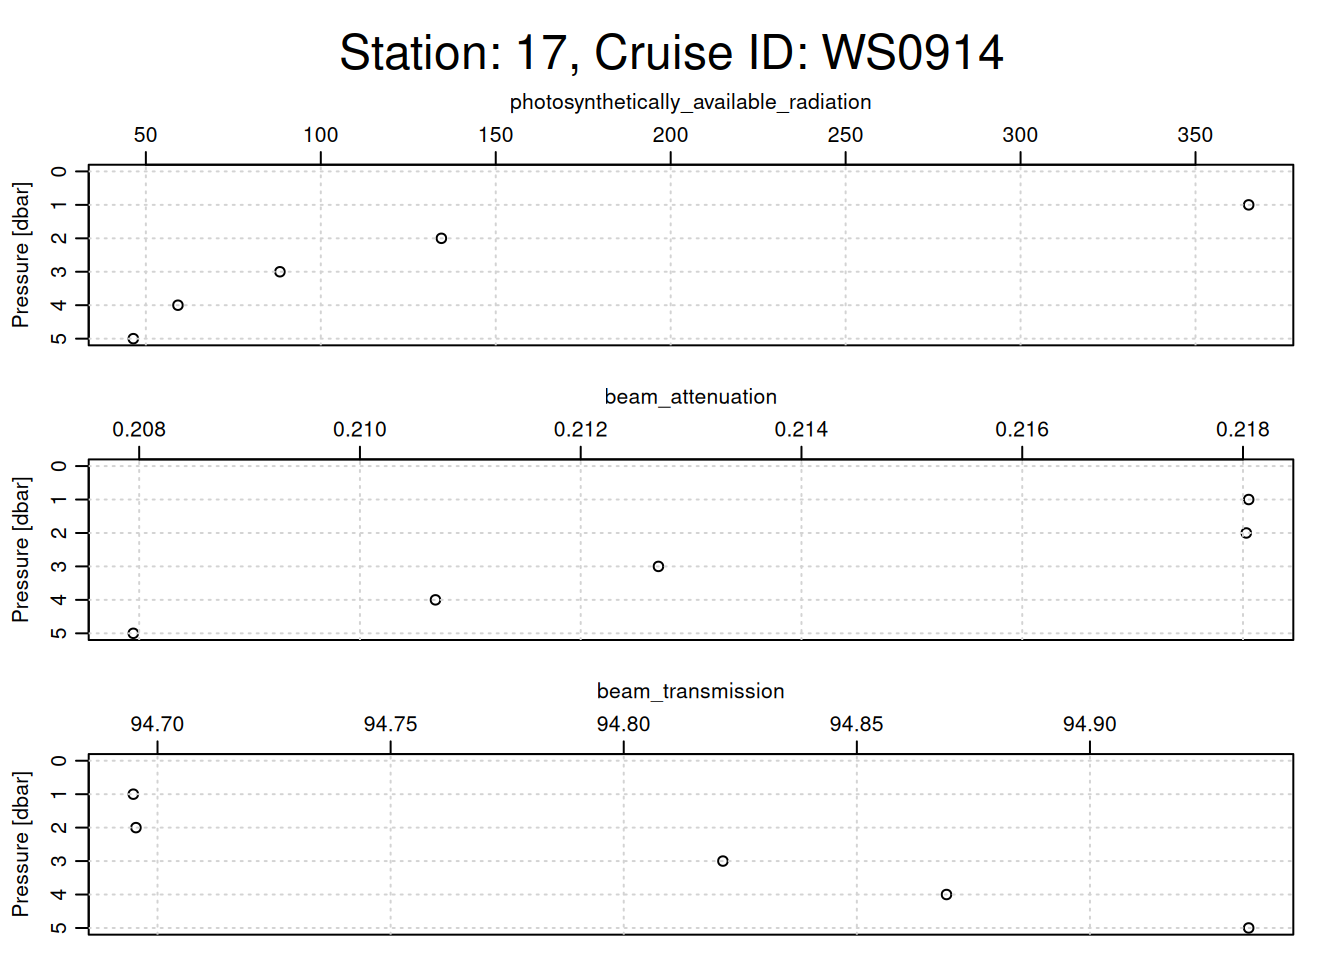 Station: 17, Cruise ID: WS0914
photosynthetically_available_radiation
50 100 150 200 250 300 350
Pressure [dbar]
0
1
2
3
4
5
beam_attenuation
0.208 0.210 0.212 0.214 0.216 0.218
Pressure [dbar]
0
1
2
3
4
5
beam_transmission
94.70 94.75 94.80 94.85 94.90
Pressure [dbar]
0
1
2
3
4
5